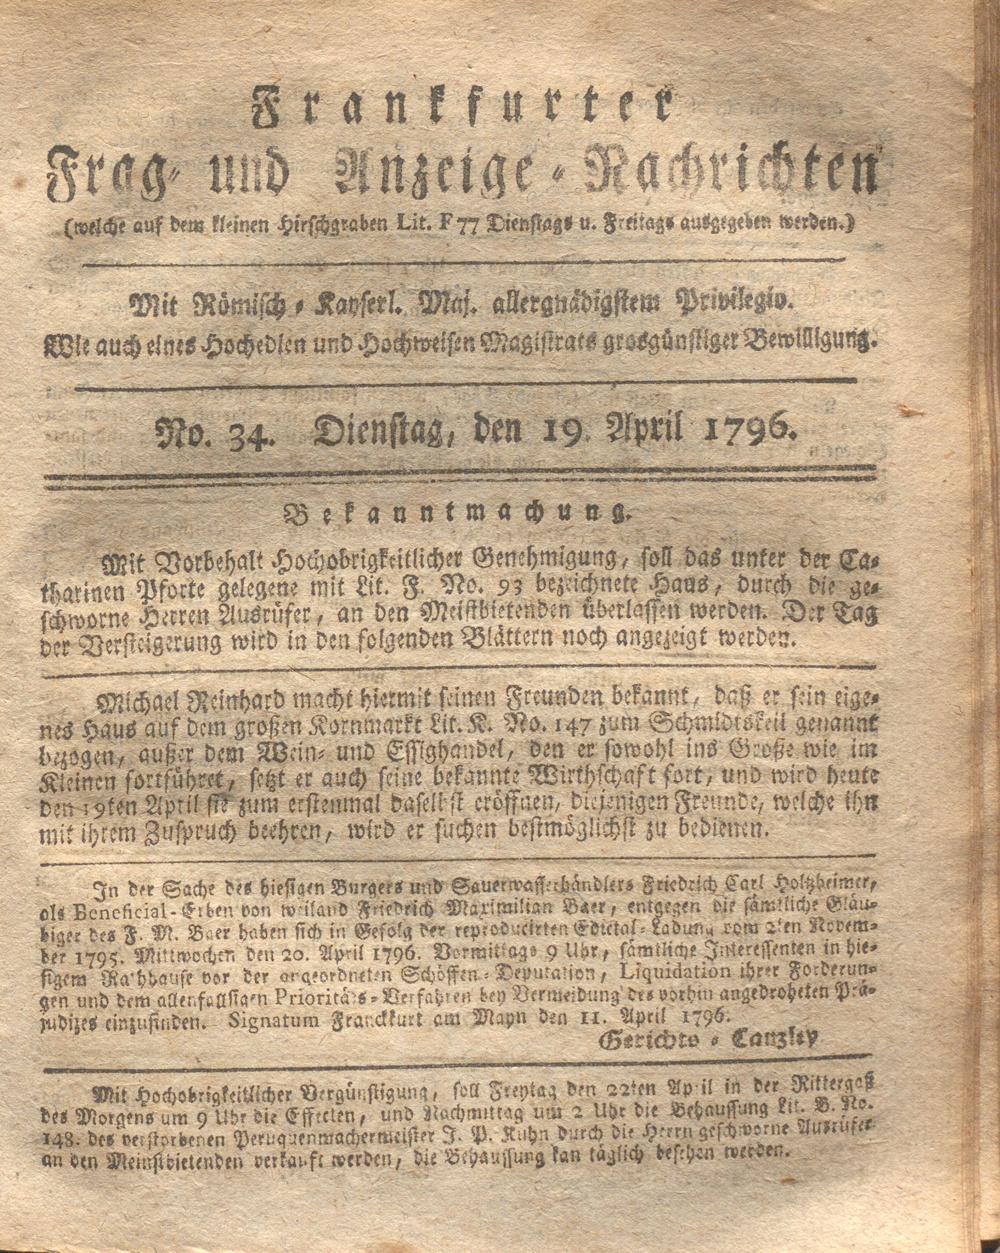 Frankfurter
Frag- und Anzeige-Nachrichten
(welche auf dem kleinen Hirschgraben Lit. F 77 Dienstags u. Freitags ausgegeben werden.)
Mit Römisch-Kayserl. Maj. allergnädigstem Privilegio.
Wie auch eines Hochedlen und Hochweisen Magistrats grosgünstiger Bewilligung.
No. 34. Dienstag, den 19. April 1796.
Bekanntmachung.
Mit Vorbehalt Hochobrigkeitlicher Genehmigung, soll das unter der Ca-
tharinen Pforte gelegene mit Lit. F. No. 93 bezeichnete Haus, durch die ge-
schworne Herren Ausrüfer, an den Meistbietenden überlassen werden. Der Tag
der Versteigerung wird in den folgenden Blättern noch angezeigt werden.
Michael Reinhard macht hiermit seinen Freunden bekannt, daß er sein eige-
nes Haus auf dem großen Kornmarkt Lit. K. No. 147 zum Schmidtskeil genannt
bezogen, außer dem Wein- und Essighandel, den er sowohl ins Große wie im
Kleinen fortführet, setzt er auch seine bekannte Wirthschaft fort, und wird heute
den 19ten April sie zum erstenmal daselbst eröffnen, diejenigen Freunde, welche ihn
mit ihrem Zuspruch beehren, wird er suchen bestmöglichst zu bedienen.
In der Sache des hiesigen Burgers und Sauerwasserhändlers Friedrich Carl Holtzheimer,
als Beneficial-Erben von weiland Friedrich Maximilian Baer, entgegen die sämtliche Gläu-
biger des F. M. Baer haben sich in Gefolg der reproducirten Edictal-Ladung vom 2ten Novem-
ber 1795. Mittwochen den 20. April 1796. Vormittags 9 Uhr, sämtliche Interessenten in hie-
sigem Rathhause vor der angeordneten Schöffen-Deputation, Liquidation ihrer Forderun-
gen und dem allenfallsigen Prioritäts-Verfahren bey Vermeidung des vorhin angedroheten Prä-
judizes einzufinden. Signatum Franckfurt am Mayn den 11. April 1796.
Gerichts-Canzley
Mit Hochobrigkeitlicher Vergünstigung, soll Freytag den 22ten April in der Rittergaß
des Morgens um 9 Uhr die Effecten, und Nachmittag um 2 Uhr die Behaussung Lit. B. No.
148. des verstorbenen Peruquenmachermeister J. P. Kuhn durch die Herrn geschworne Ausrüfer
an den Meinstbietenden verkauft werden, die Behaussung kan täglich besehen werden.